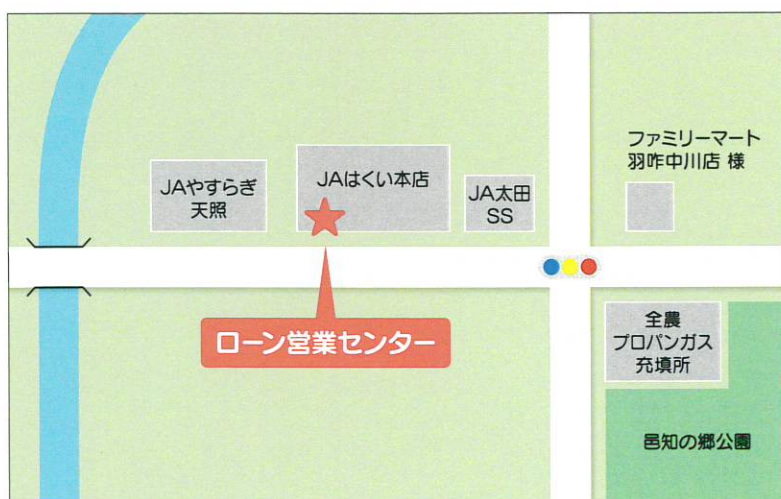 ファミリーマート
羽咋中川店 様
JAやすらぎ
天照
JAはくい本店
JA太田
SS
ローン営業センター
全農
プロパンガス
充填所
邑知の郷公園